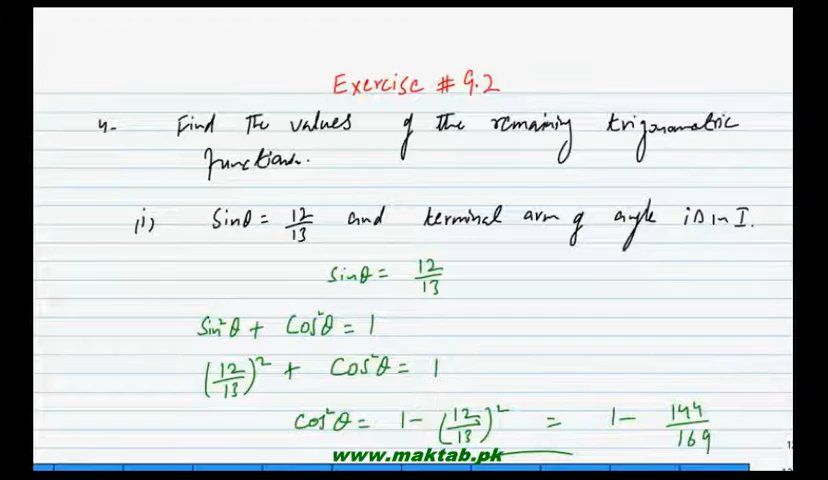 Exercise # 9.2
4. Find the values of the remaining trigonometric
functions.
(i) Sinθ = 12/13 and terminal arm of angle is in I.
sinθ = 12/13
Sin²θ + Cos²θ = 1
(12/13)² + Cos²θ = 1
Cos²θ = 1 - (12/13)² = 1 - 144/169
www.maktab.pk